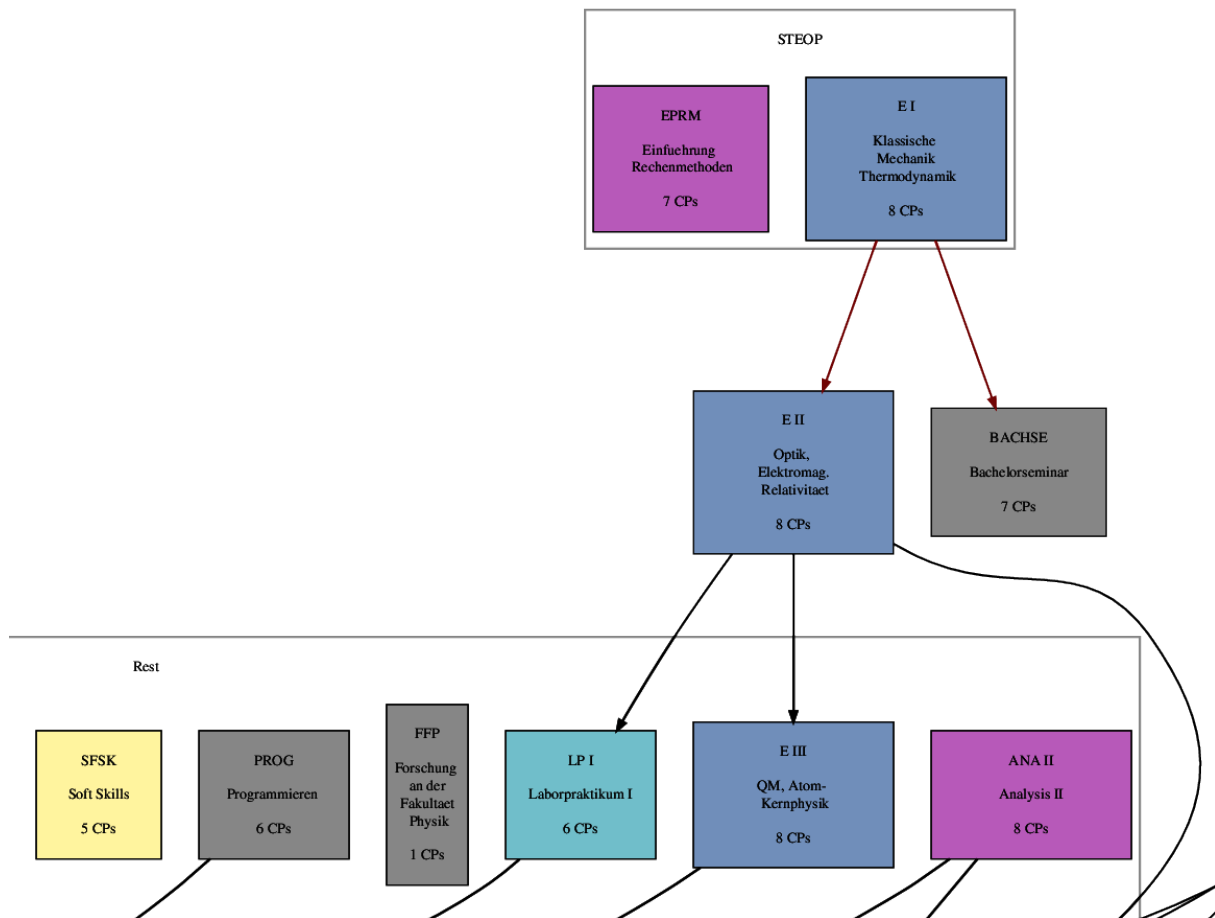 STEOP
EPRM
Einfuehrung
Rechenmethoden
7 CPs
E I
Klassische
Mechanik
Thermodynamik
8 CPs
E II
Optik,
Elektromag.
Relativitaet
8 CPs
BACHSE
Bachelorseminar
7 CPs
Rest
SFSK
Soft Skills
5 CPs
PROG
Programmieren
6 CPs
FFP
Forschung
an der
Fakultaet
Physik
1 CPs
LP I
Laborpraktikum I
6 CPs
E III
QM, Atom-
Kernphysik
8 CPs
ANA II
Analysis II
8 CPs